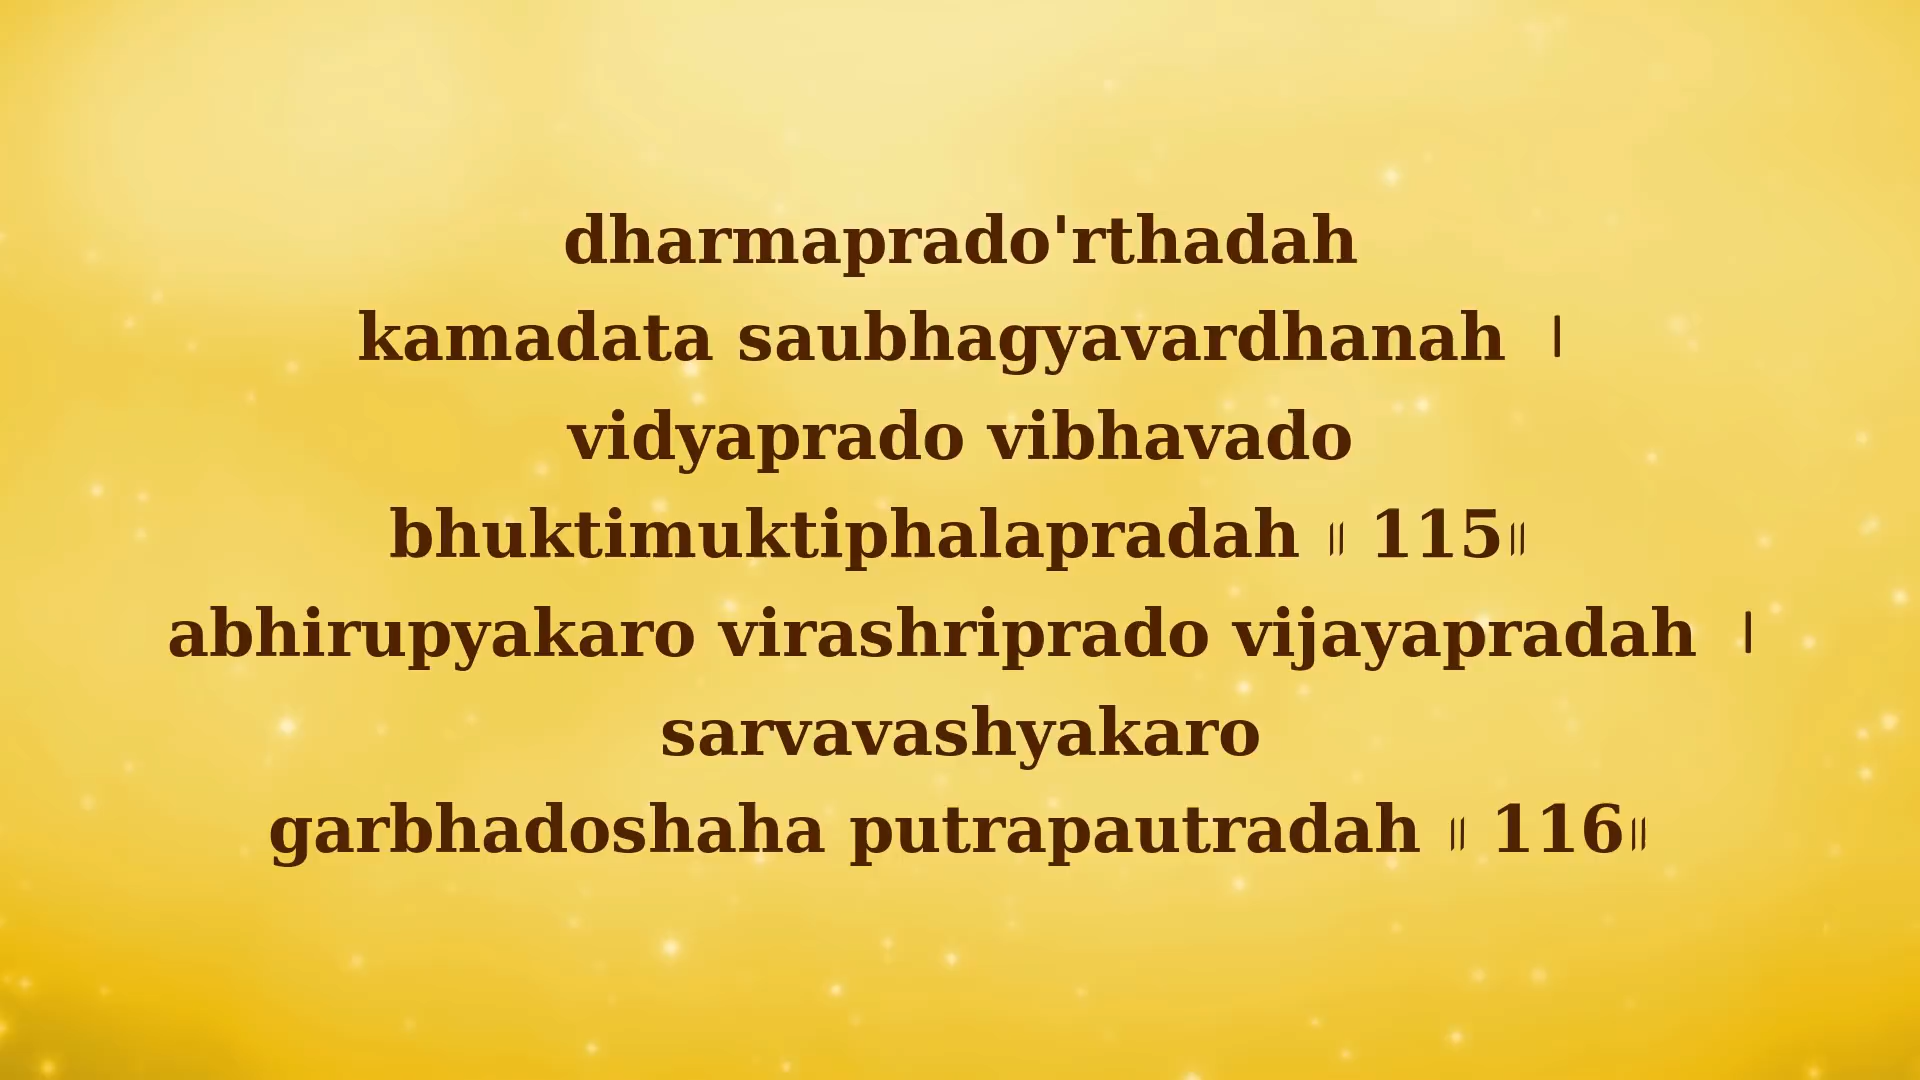 dharmaprado'rthadah
kamadata saubhagyavardhanah ।
vidyaprado vibhavado
bhuktimuktiphalapradah ॥ 115॥
abhirupyakaro virashriprado vijayapradah ।
sarvavashyakaro
garbhadoshaha putrapautradah ॥ 116॥